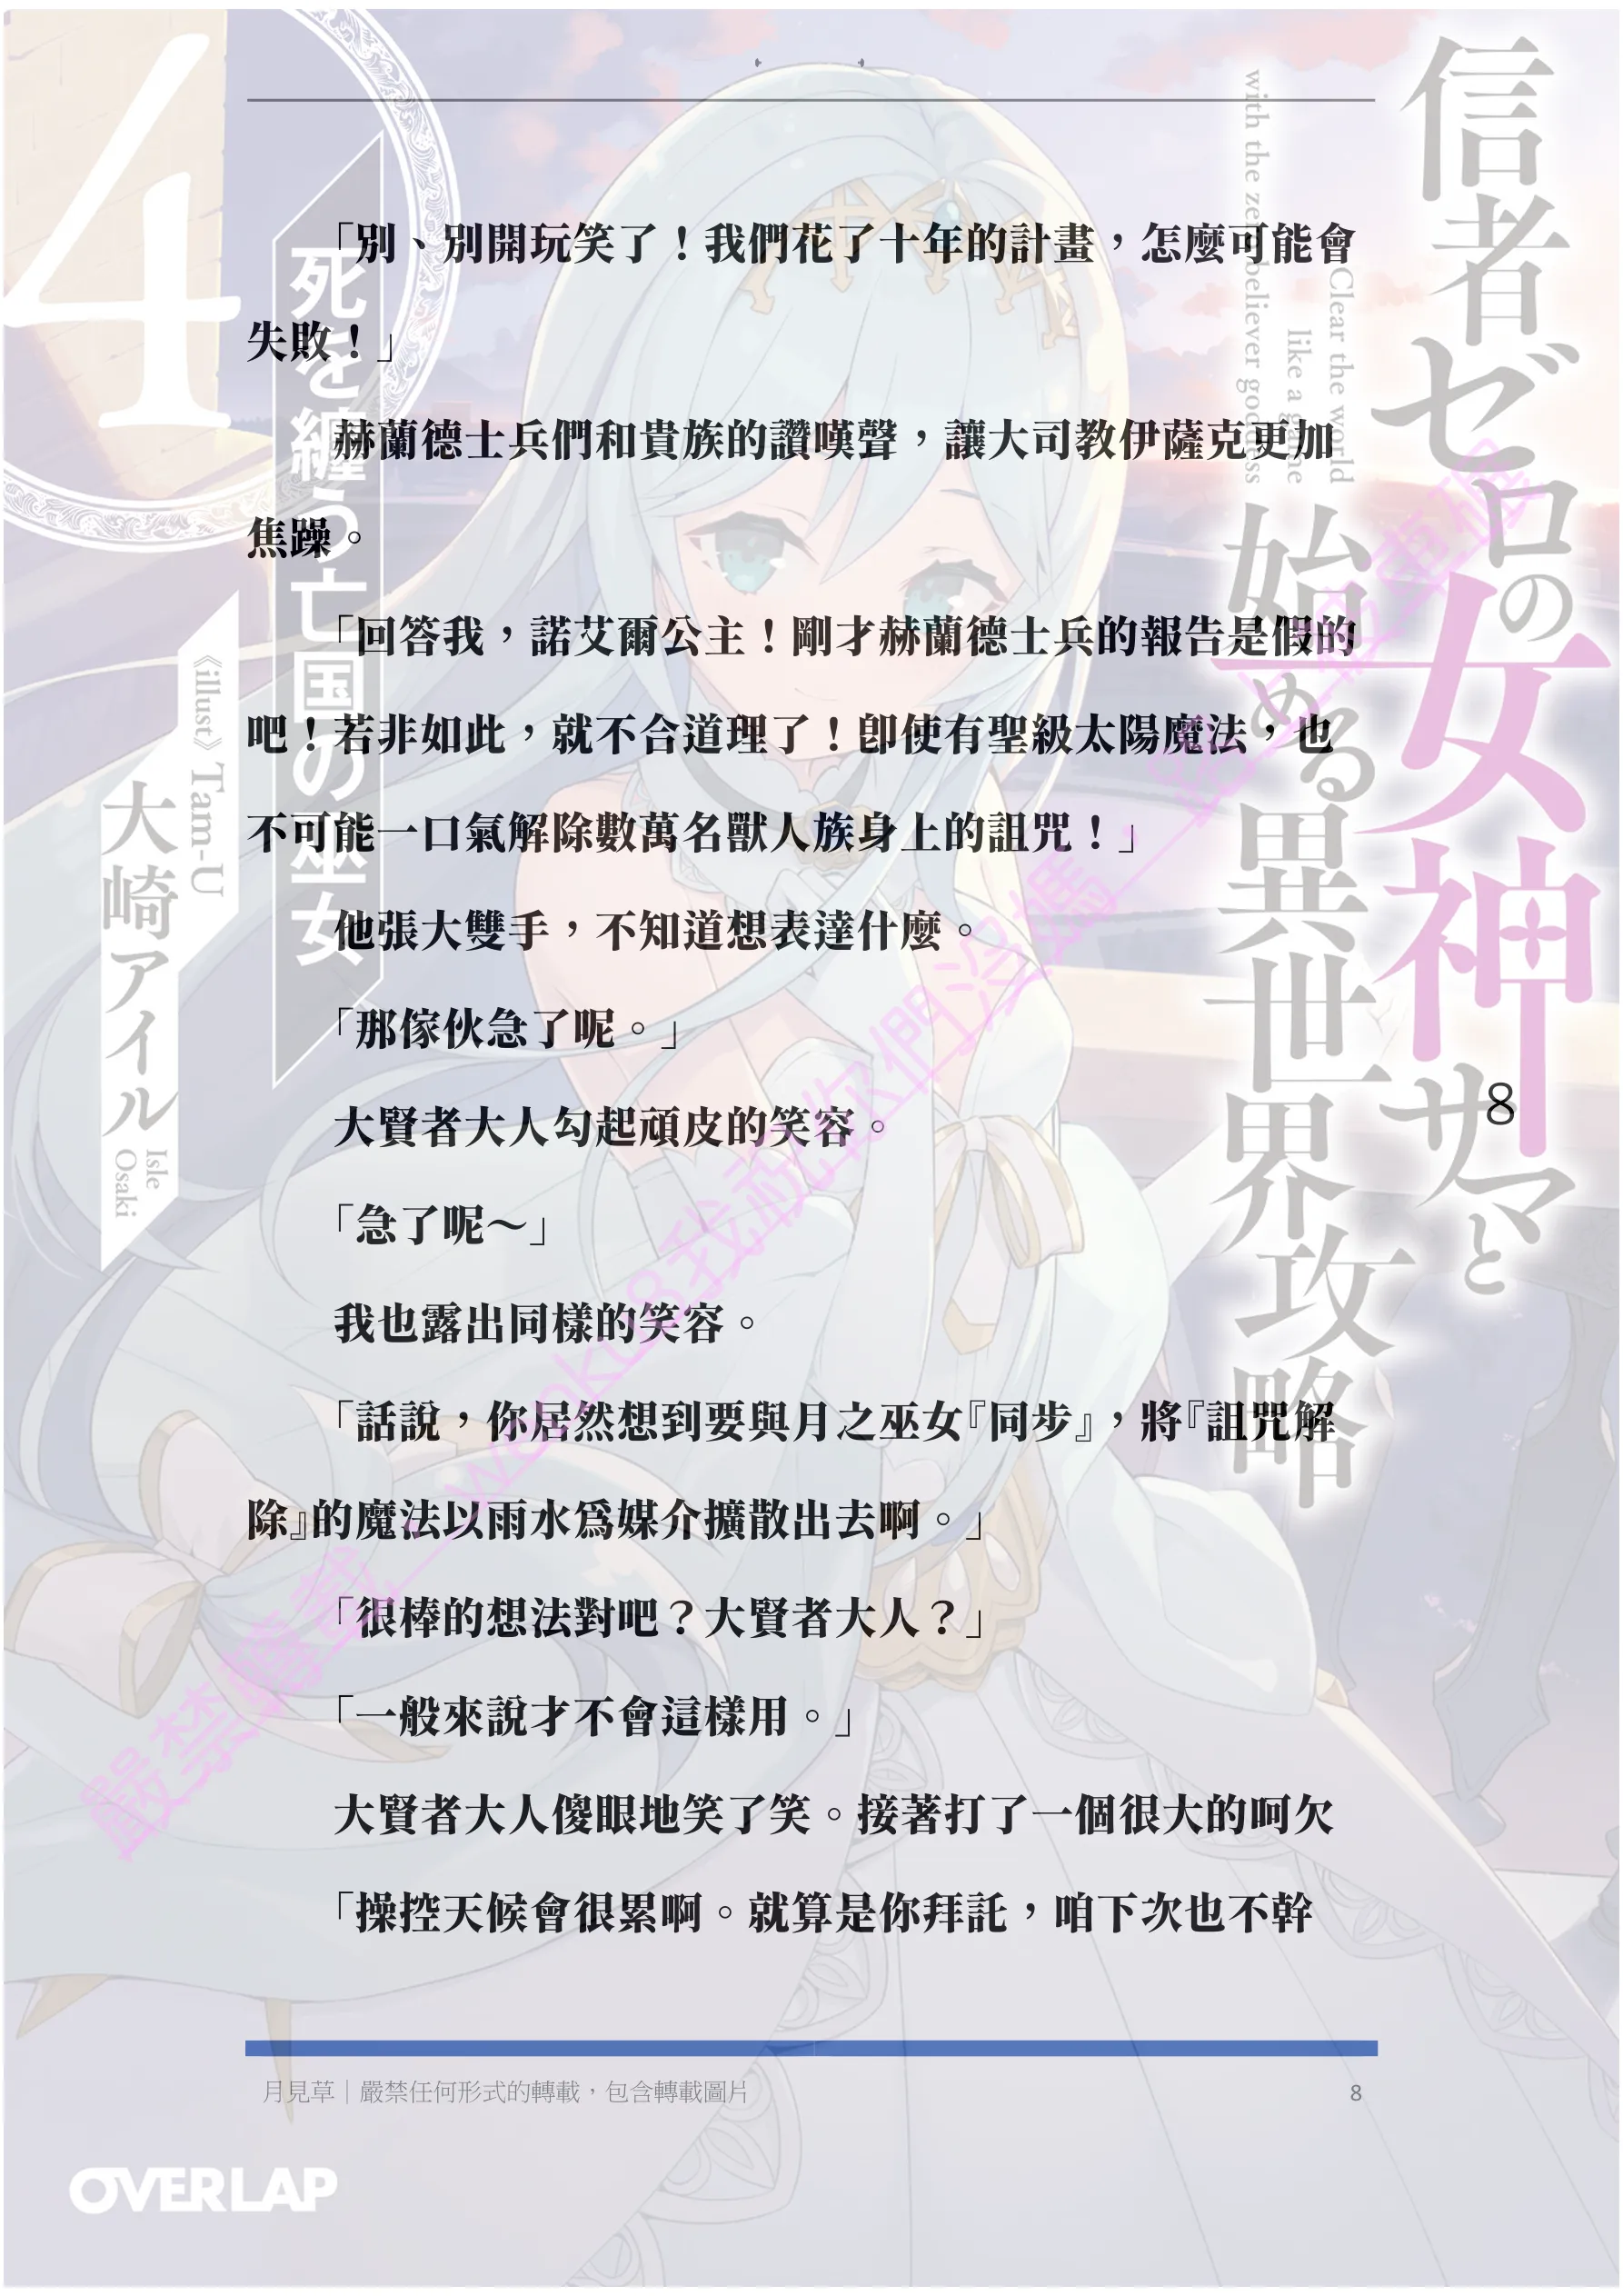 「別、別開玩笑了！我們花了十年的計畫，怎麼可能會
失敗！」
赫蘭德士兵們和貴族的讚嘆聲，讓大司教伊薩克更加
焦躁。
「回答我，諾艾爾公主！剛才赫蘭德士兵的報告是假的
吧！若非如此，就不合道理了！卽使有聖級太陽魔法，也
不可能一口氣解除數萬名獸人族身上的詛咒！」
他張大雙手，不知道想表達什麼。
「那傢伙急了呢。」
大賢者大人勾起頑皮的笑容。
「急了呢～」
我也露出同樣的笑容。
「話說，你居然想到要與月之巫女『同步』，將『詛咒解
除』的魔法以雨水爲媒介擴散出去啊。」
「很棒的想法對吧？大賢者大人？」
「一般來說才不會這樣用。」
大賢者大人傻眼地笑了笑。接著打了一個很大的呵欠
「操控天候會很累啊。就算是你拜託，咱下次也不幹
月見草｜嚴禁任何形式的轉載，包含轉載圖片
8
8
信者ゼロの女神サマと
始める異世界攻略
Clear the world
like a game
with the zero believer goddess
4
死を纏う亡国の巫女
《illust》Tam-U
大崎アイル
Isle
Osaki
OVERLAP